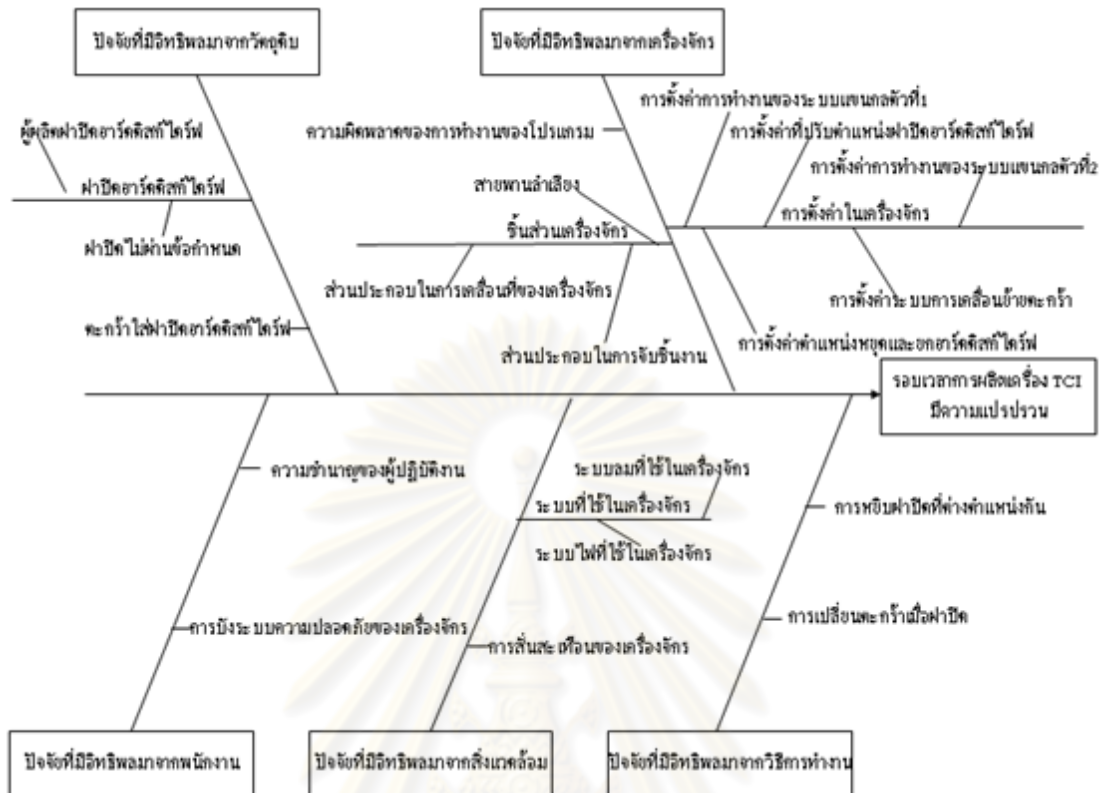 ปัจจัยที่มีอิทธิพลมาจากวัตถุดิบ
ปัจจัยที่มีอิทธิพลมาจากเครื่องจักร
การตั้งค่าการทำงานของระบบแขนกลตัวที่1
ผู้ผลิตฝาปิดฮาร์ดดิสก์ไดร์ฟ
ความผิดพลาดของการทำงานของโปรแกรม
การตั้งค่าที่ปรับตำแหน่งฝาปิดฮาร์ดดิสก์ไดร์ฟ
การตั้งค่าการทำงานของระบบแขนกลตัวที่2
ฝาปิดฮาร์ดดิสก์ไดร์ฟ
สายพานลำเลียง
การตั้งค่าในเครื่องจักร
ชิ้นส่วนเครื่องจักร
ฝาปิดไม่ผ่านข้อกำหนด
ส่วนประกอบในการเคลื่อนที่ของเครื่องจักร
การตั้งค่าระบบการเคลื่อนย้ายตะกร้า
ตะกร้าใส่ฝาปิดฮาร์ดดิสก์ไดร์ฟ
ส่วนประกอบในการจับชิ้นงาน
การตั้งค่าตำแหน่งหยุดและยกฮาร์ดดิสก์ไดร์ฟ
รอบเวลาการผลิตเครื่อง TCI
มีความแปรปรวน
ความชำนาญของผู้ปฏิบัติงาน
ระบบลมที่ใช้ในเครื่องจักร
ระบบที่ใช้ในเครื่องจักร
การหยิบฝาปิดที่ต่างตำแหน่งกัน
ระบบไฟที่ใช้ในเครื่องจักร
การบังระบบความปลอดภัยของเครื่องจักร
การสั่นสะเทือนของเครื่องจักร
การเปลี่ยนตะกร้าเมื่อฝาปิด
ปัจจัยที่มีอิทธิพลมาจากพนักงาน
ปัจจัยที่มีอิทธิพลมาจากสิ่งแวดล้อม
ปัจจัยที่มีอิทธิพลมาจากวิธีการทำงาน